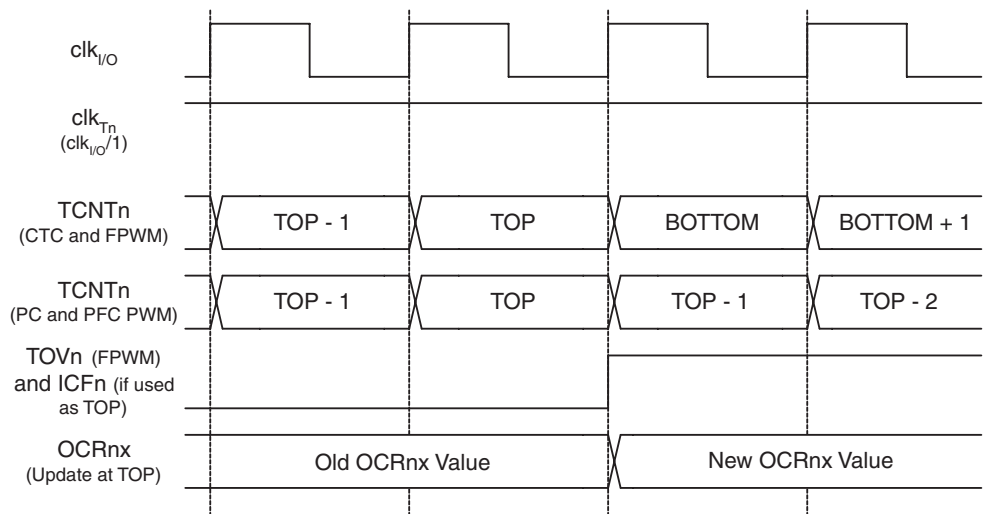 clkI/O
clkTn
(clkI/O/1)
TCNTn
(CTC and FPWM)
TOP - 1
TOP
BOTTOM
BOTTOM + 1
TCNTn
(PC and PFC PWM)
TOP - 1
TOP
TOP - 1
TOP - 2
TOVn (FPWM)
and ICFn (if used
as TOP)
OCRnx
(Update at TOP)
Old OCRnx Value
New OCRnx Value